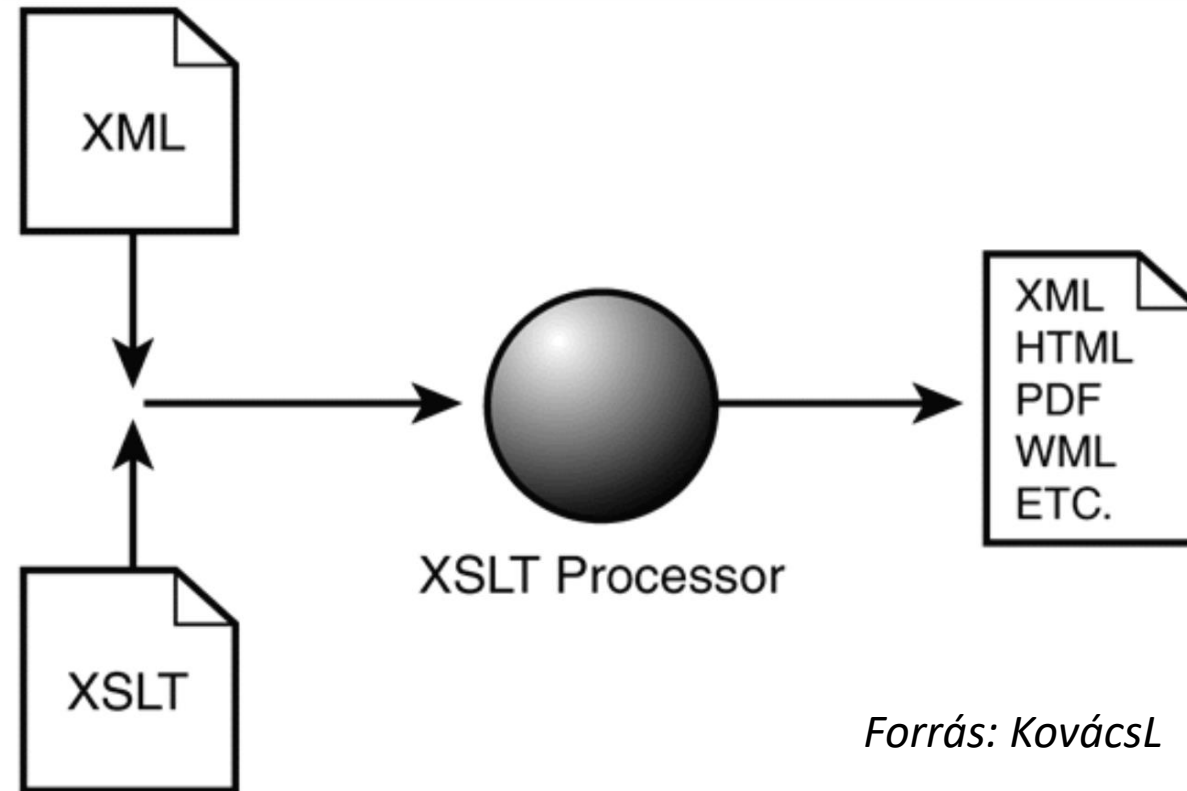 XML
XSLT
XSLT Processor
XML
HTML
PDF
WML
ETC.
Forrás: KovácsL